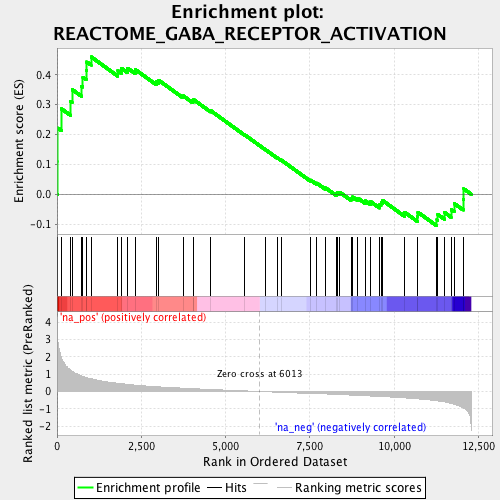 Enrichment plot:
REACTOME_GABA_RECEPTOR_ACTIVATION
Enrichment score (ES)
0.4
0.3
0.2
0.1
0.0
-0.1
'na_pos' (positively correlated)
Ranked list metric (PreRanked)
4
3
2
1
0
-1
-2
Zero cross at 6013
'na_neg' (negatively correlated)
0
2,500
5,000
7,500
10,000
12,500
Rank in Ordered Dataset
Enrichment profile
Hits
Ranking metric scores